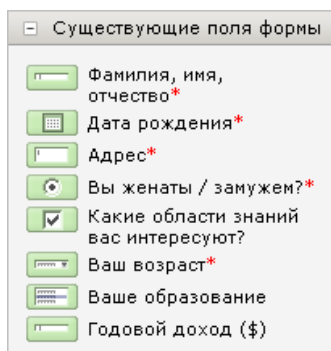 Существующие поля формы
Фамилия, имя,
отчество*
Дата рождения*
Адрес*
Вы женаты / замужем?*
Какие области знаний
вас интересуют?
Ваш возраст*
Ваше образование
Годовой доход ($)